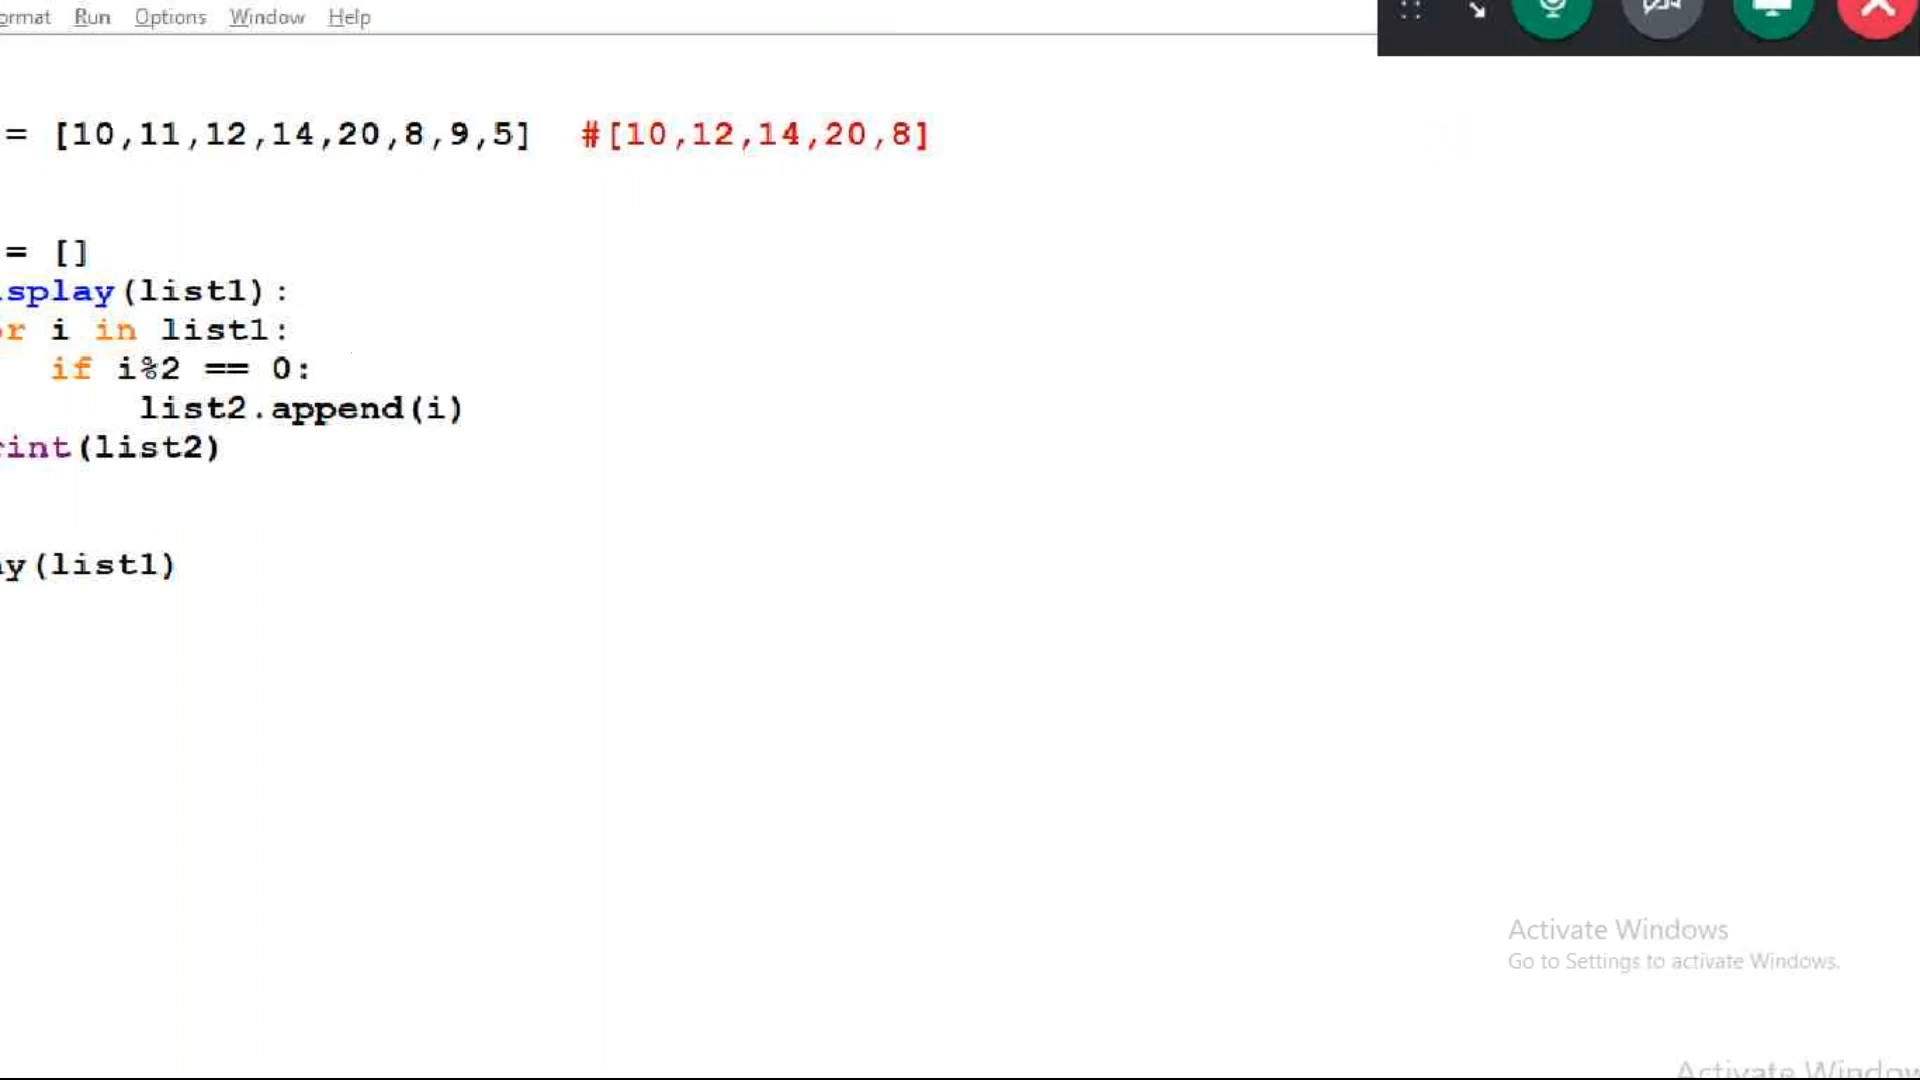 ormat Run Options Window Help
= [10,11,12,14,20,8,9,5] #[10,12,14,20,8]
= []
splay(list1):
r i in list1:
if i%2 == 0:
list2.append(i)
int(list2)
y(list1)
Activate Windows
Go to Settings to activate Windows.
Activate Window